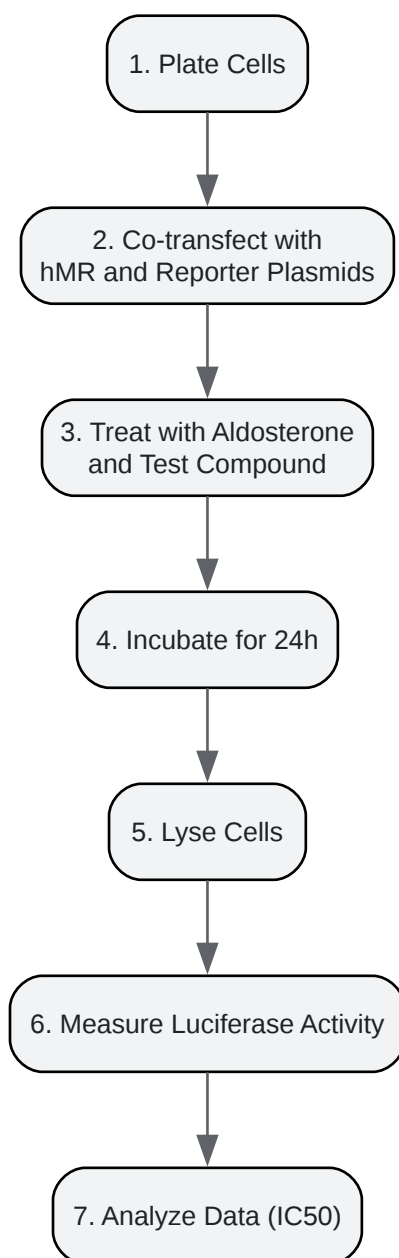 1. Plate Cells
2. Co-transfect with
hMR and Reporter Plasmids
3. Treat with Aldosterone
and Test Compound
4. Incubate for 24h
5. Lyse Cells
6. Measure Luciferase Activity
7. Analyze Data (IC50)